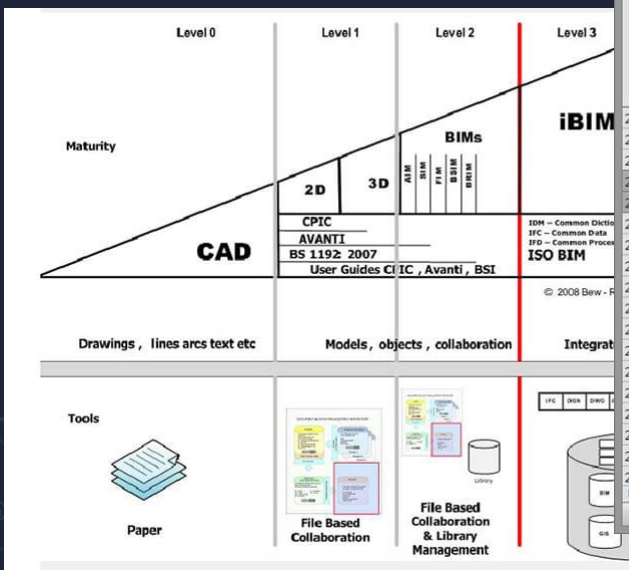 Level 0
Level 1
Level 2
Level 3
Maturity
iBIM
BIMs
2D
3D
AIM
SIM
FIM
BSIM
BRIM
CAD
CPIC
AVANTI
BS 1192 2007
User Guides CPIC , Avanti , BSI
IDM – Common Dictio
IFC – Common Data
IFD – Common Proces
ISO BIM
© 2008 Bew - R
Drawings , lines arcs text etc
Models , objects , collaboration
Integrat
Tools
IFC
DWG
Library
BIM
GIS
Paper
File Based
Collaboration
File Based
Collaboration
& Library
Management